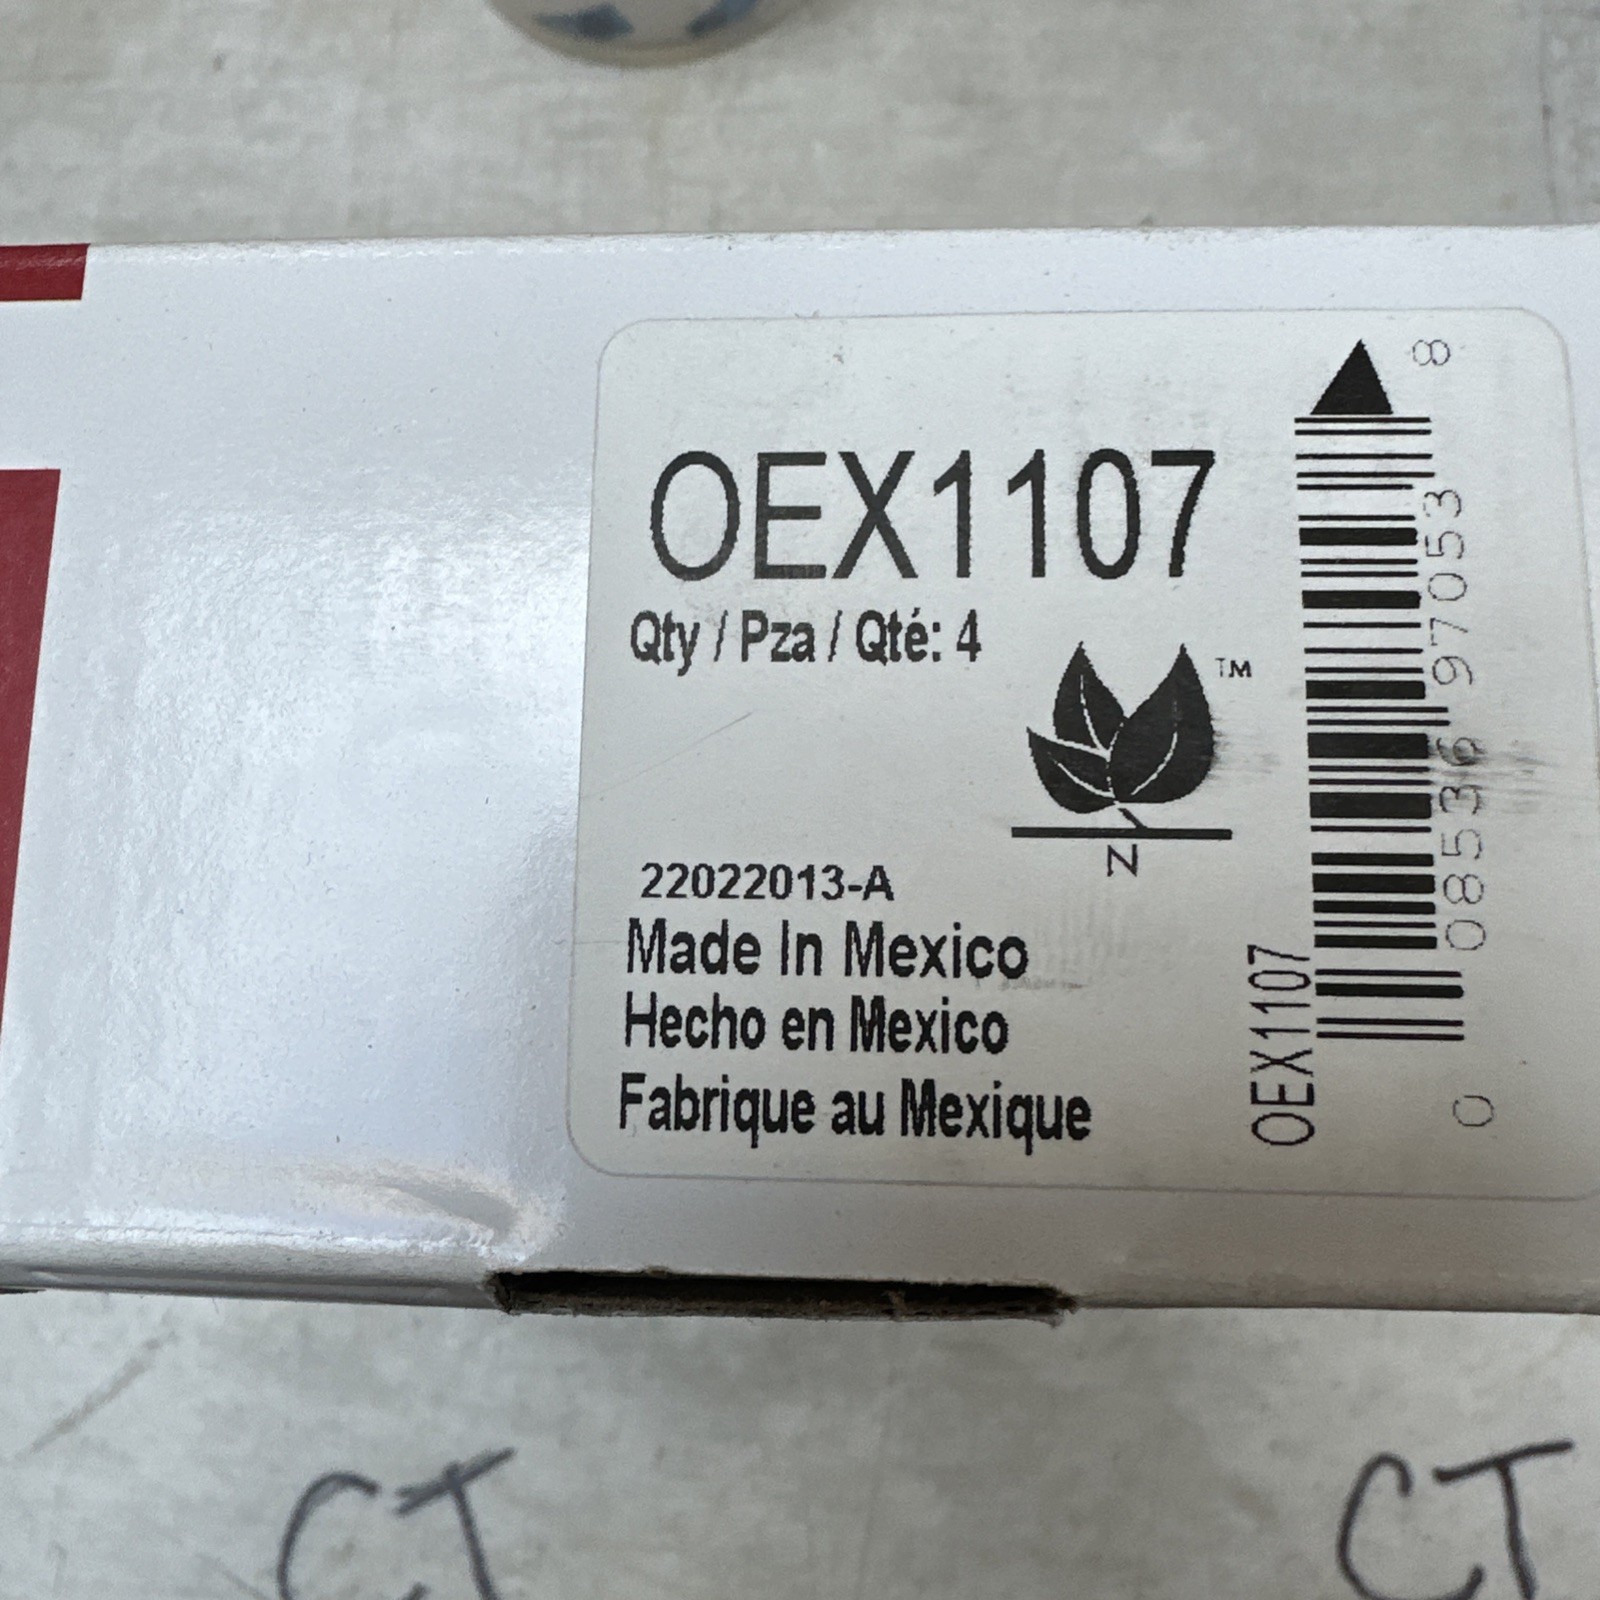 OEX1107
Qty / Pza / Qté: 4
TM
N
22022013-A
Made In Mexico
Hecho en Mexico
Fabrique au Mexique
OEX1107
0 08536 97053 8
CT
CT